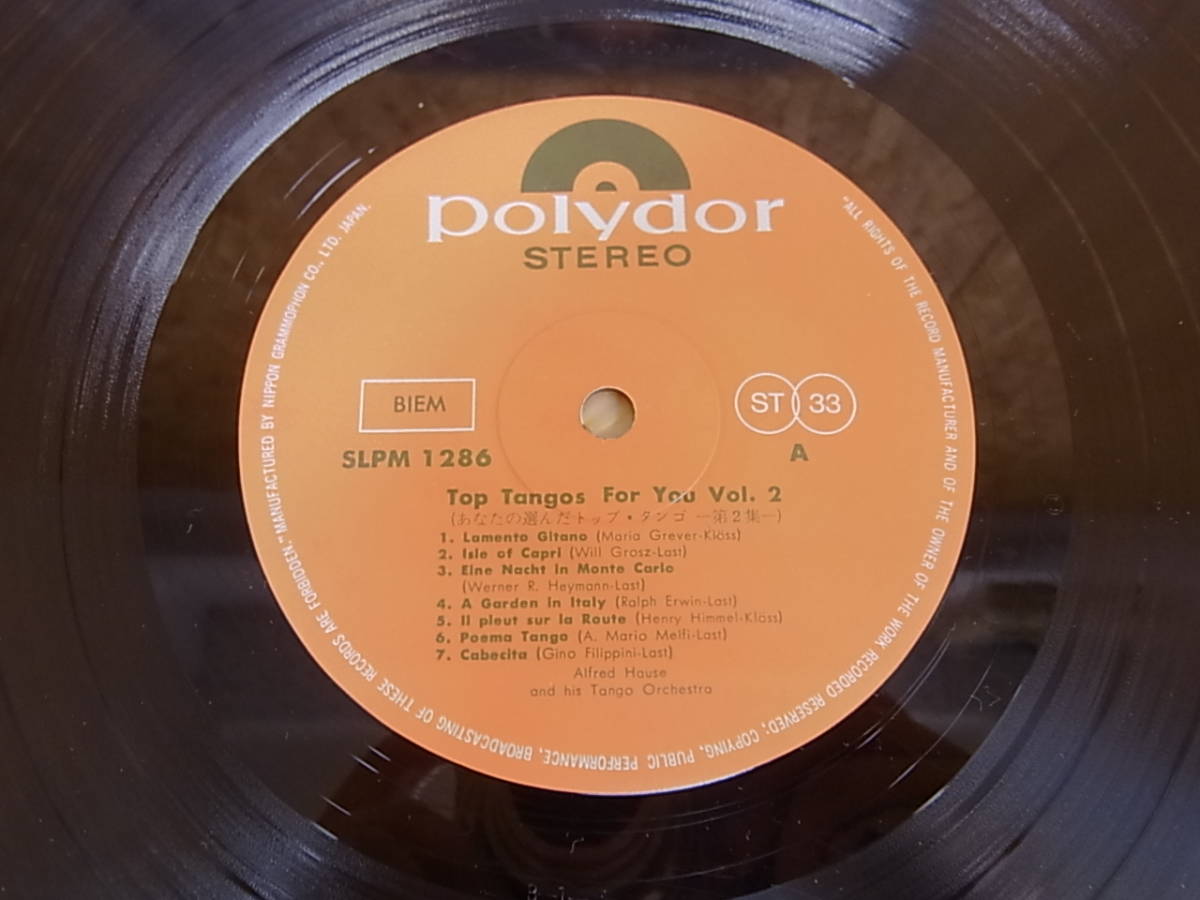 polydor
STEREO
BIEM
ST 33
SLPM 1286
A
Top Tangos For You Vol. 2
(あなたの選んだトップ・タンゴ —第2集—)
1. Lamento Gitano (Maria Grever-Klöss)
2. Isle of Capri (Will Grosz-Last)
3. Eine Nacht in Monte Carlo
(Werner R. Heymann-Last)
4. A Garden in Italy (Ralph Erwin-Last)
5. Il pleut sur la Route (Henry Himmel-Klöss)
6. Poema Tango (A. Mario Melfi-Last)
7. Cabecita (Gino Filippini-Last)
Alfred Hause
and his Tango Orchestra
"ALL RIGHTS OF THE RECORD MANUFACTURER AND OF THE OWNER OF THE WORK RECORDED RESERVED; COPYING, PUBLIC PERFORMANCE, BROADCASTING OF THESE RECORDS ARE FORBIDDEN." MANUFACTURED BY NIPPON GRAMMOPHON CO., LTD. JAPAN.